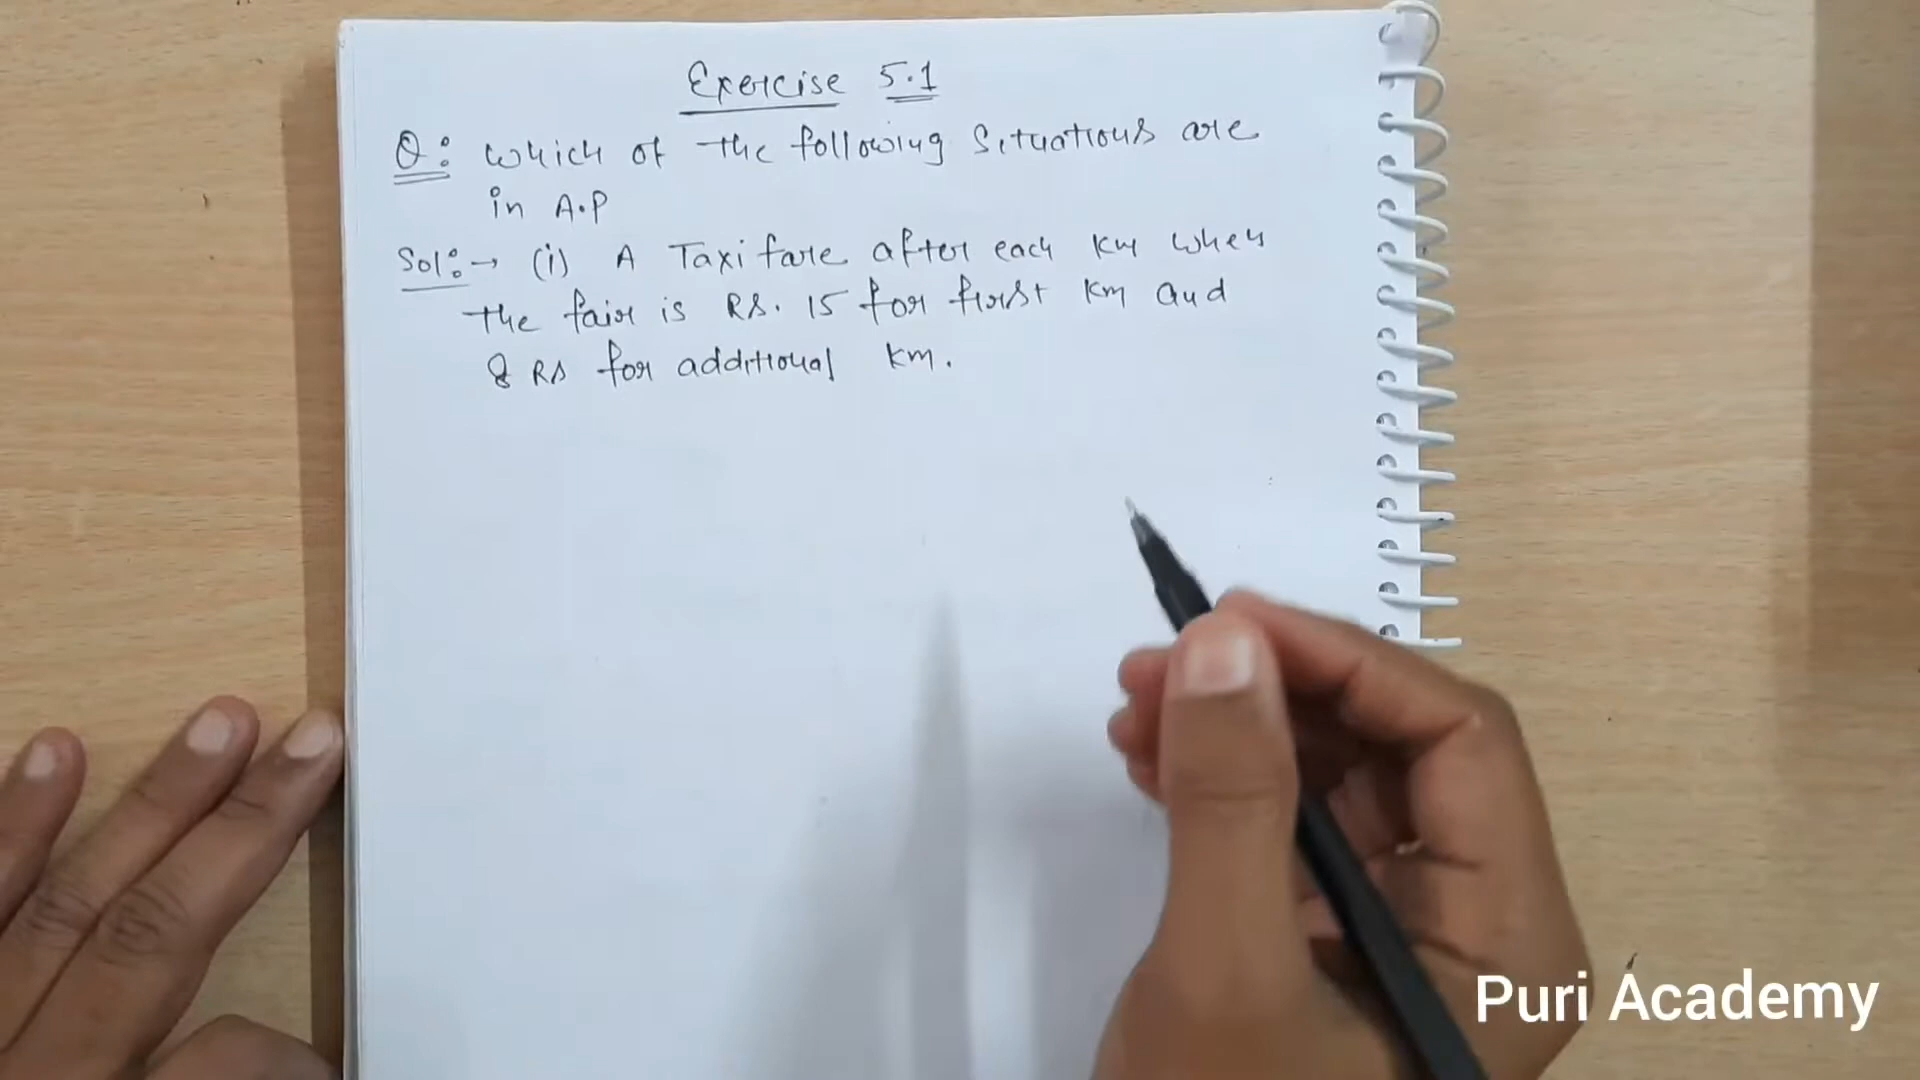 Exercise 5.1
Q: Which of the following Situations are
in A.P
Sol:→ (i) A Taxi fare after each km when
the fair is RS. 15 for first km and
8 RS for additional km.
Puri Academy